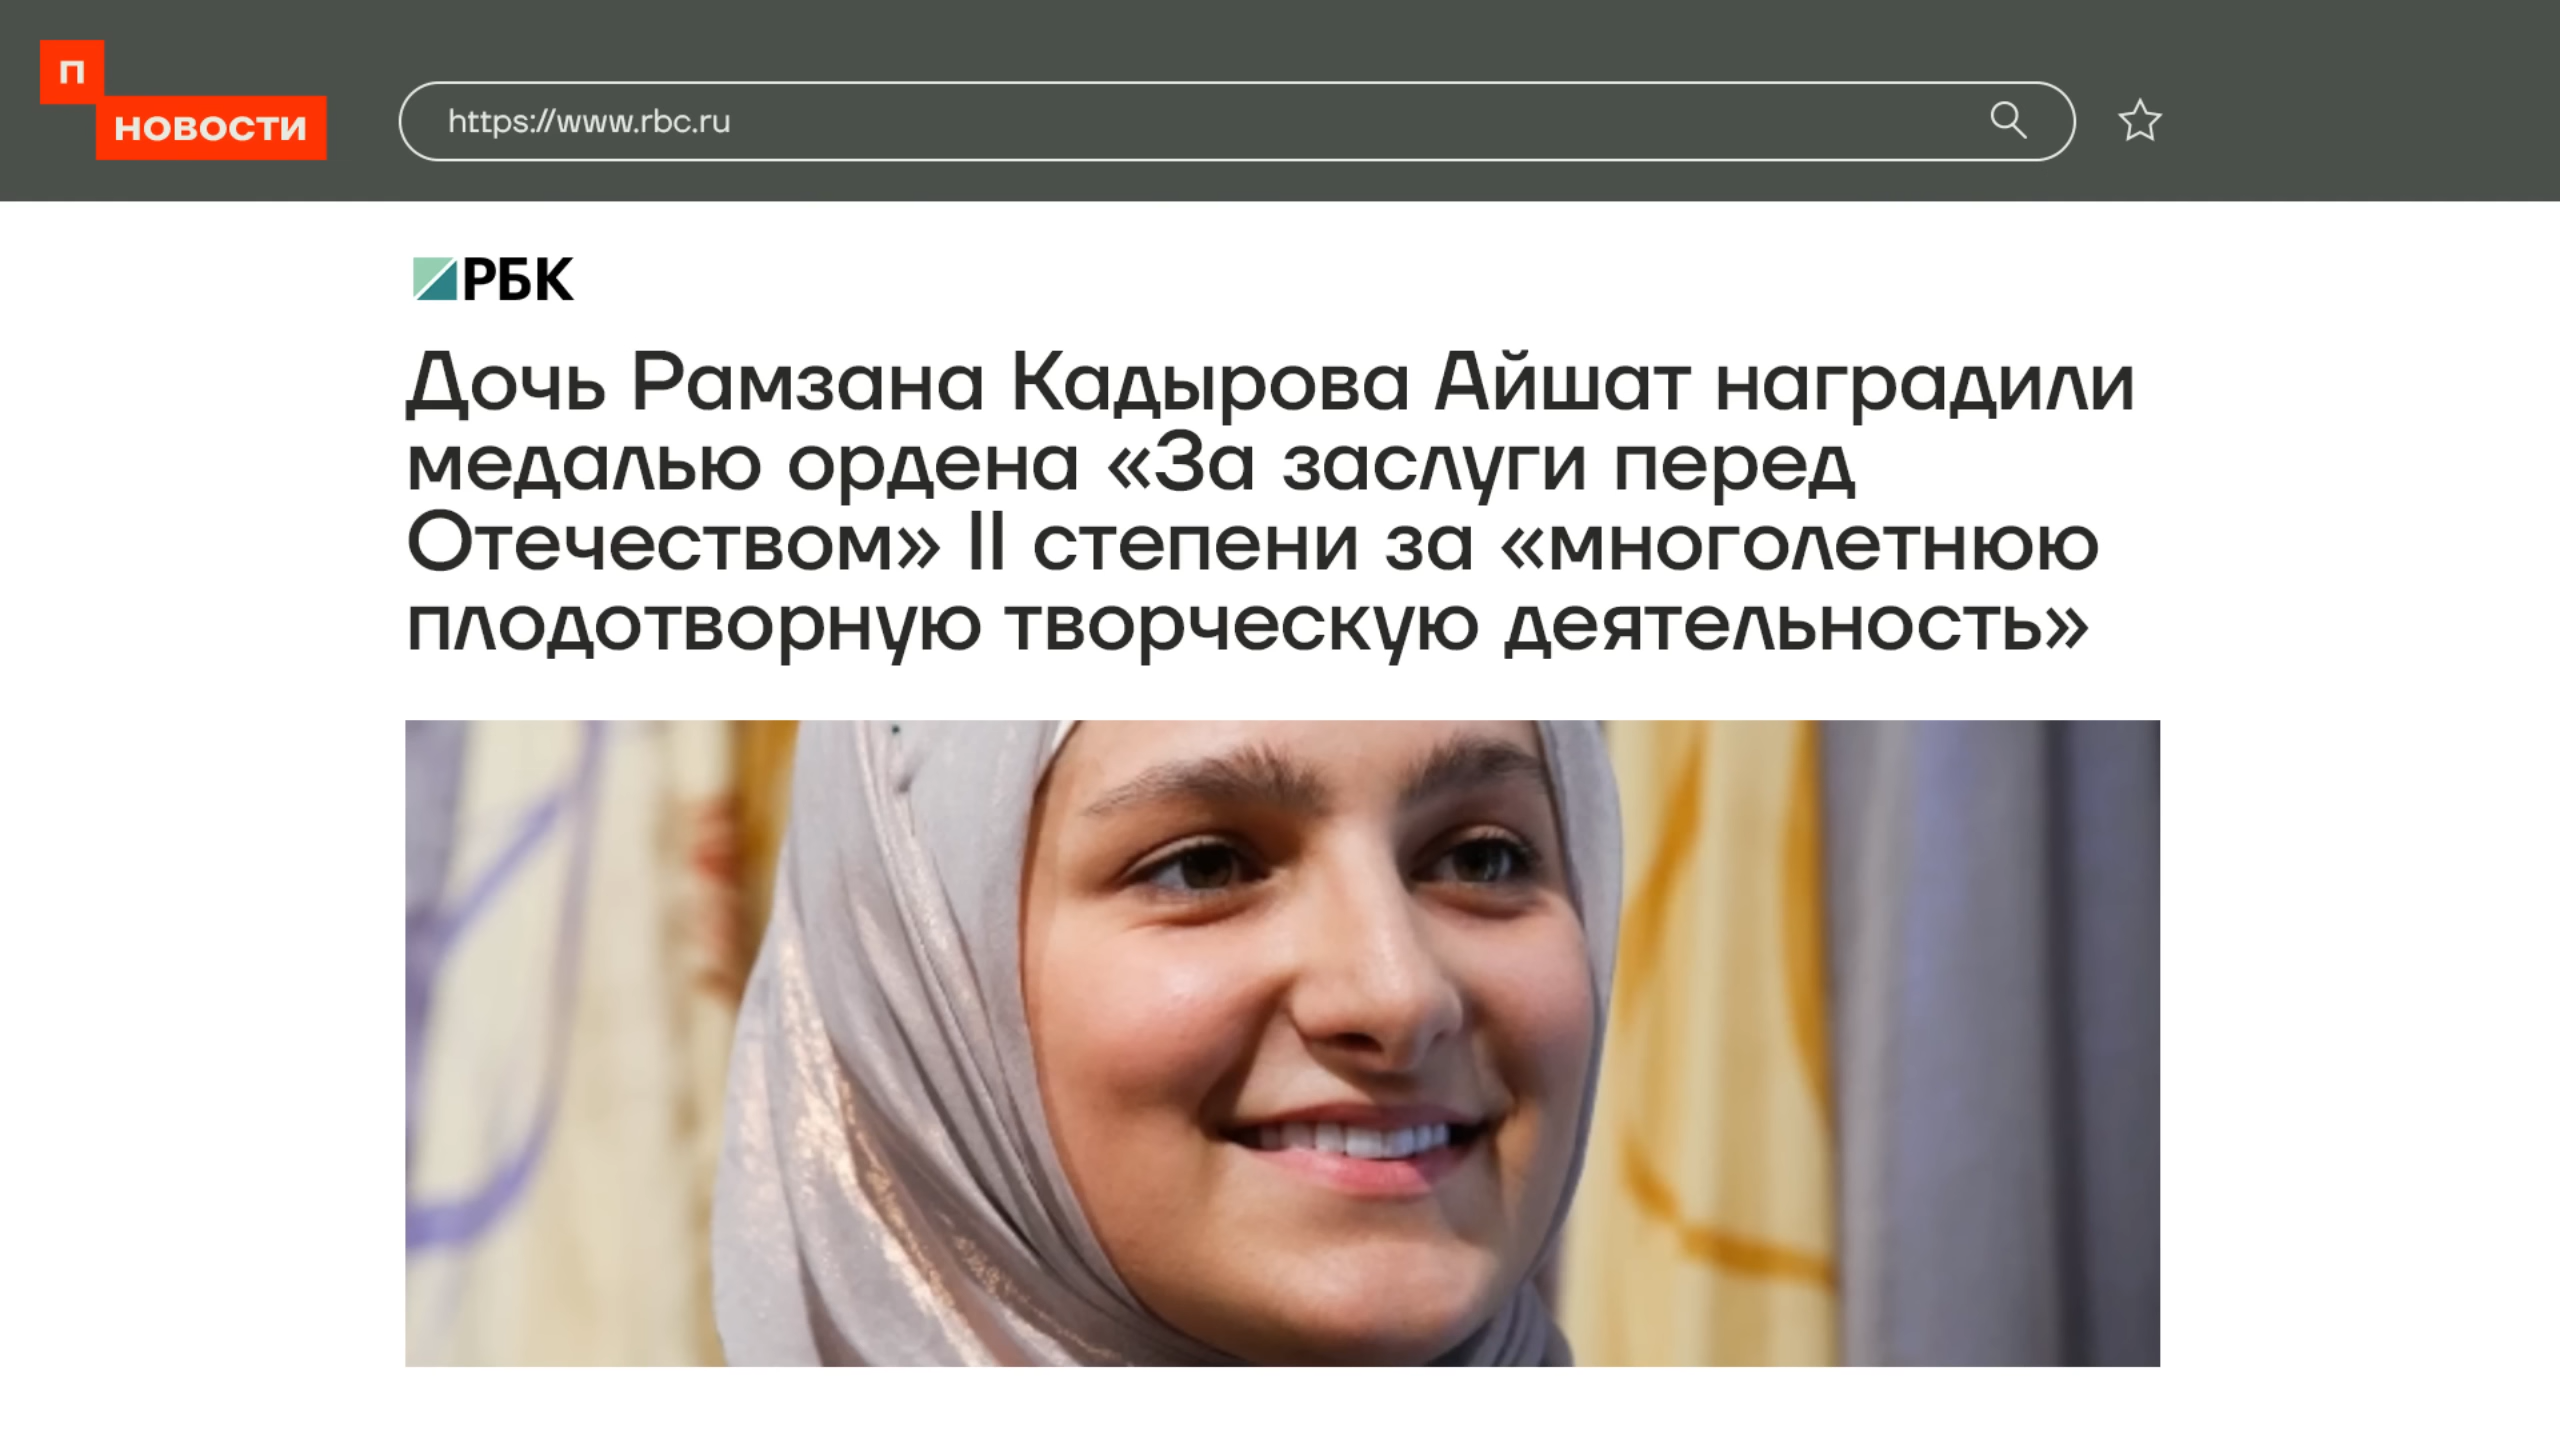 П
НОВОСТИ
https://www.rbc.ru
РБК
Дочь Рамзана Кадырова Айшат наградили
медалью ордена «За заслуги перед
Отечеством» II степени за «многолетнюю
плодотворную творческую деятельность»